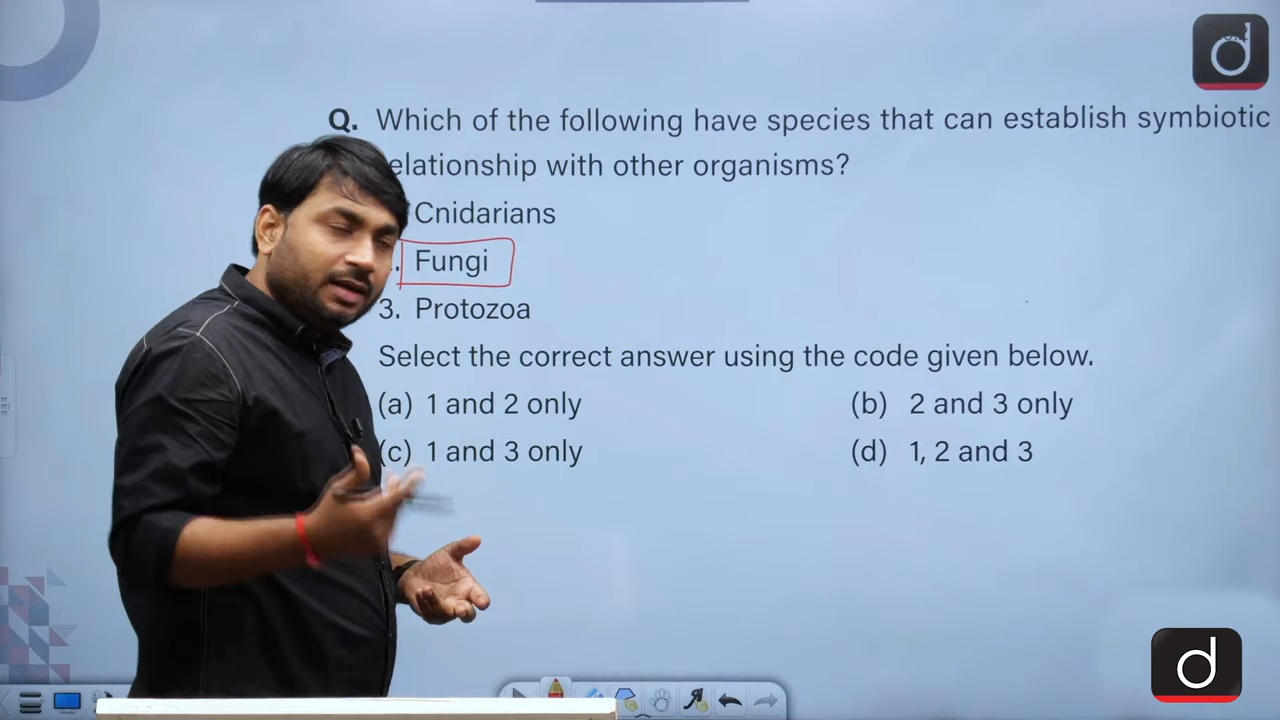 Q. Which of the following have species that can establish symbiotic
elationship with other organisms?
Cnidarians
. Fungi
3. Protozoa
Select the correct answer using the code given below.
(a) 1 and 2 only
(b) 2 and 3 only
(c) 1 and 3 only
(d) 1, 2 and 3